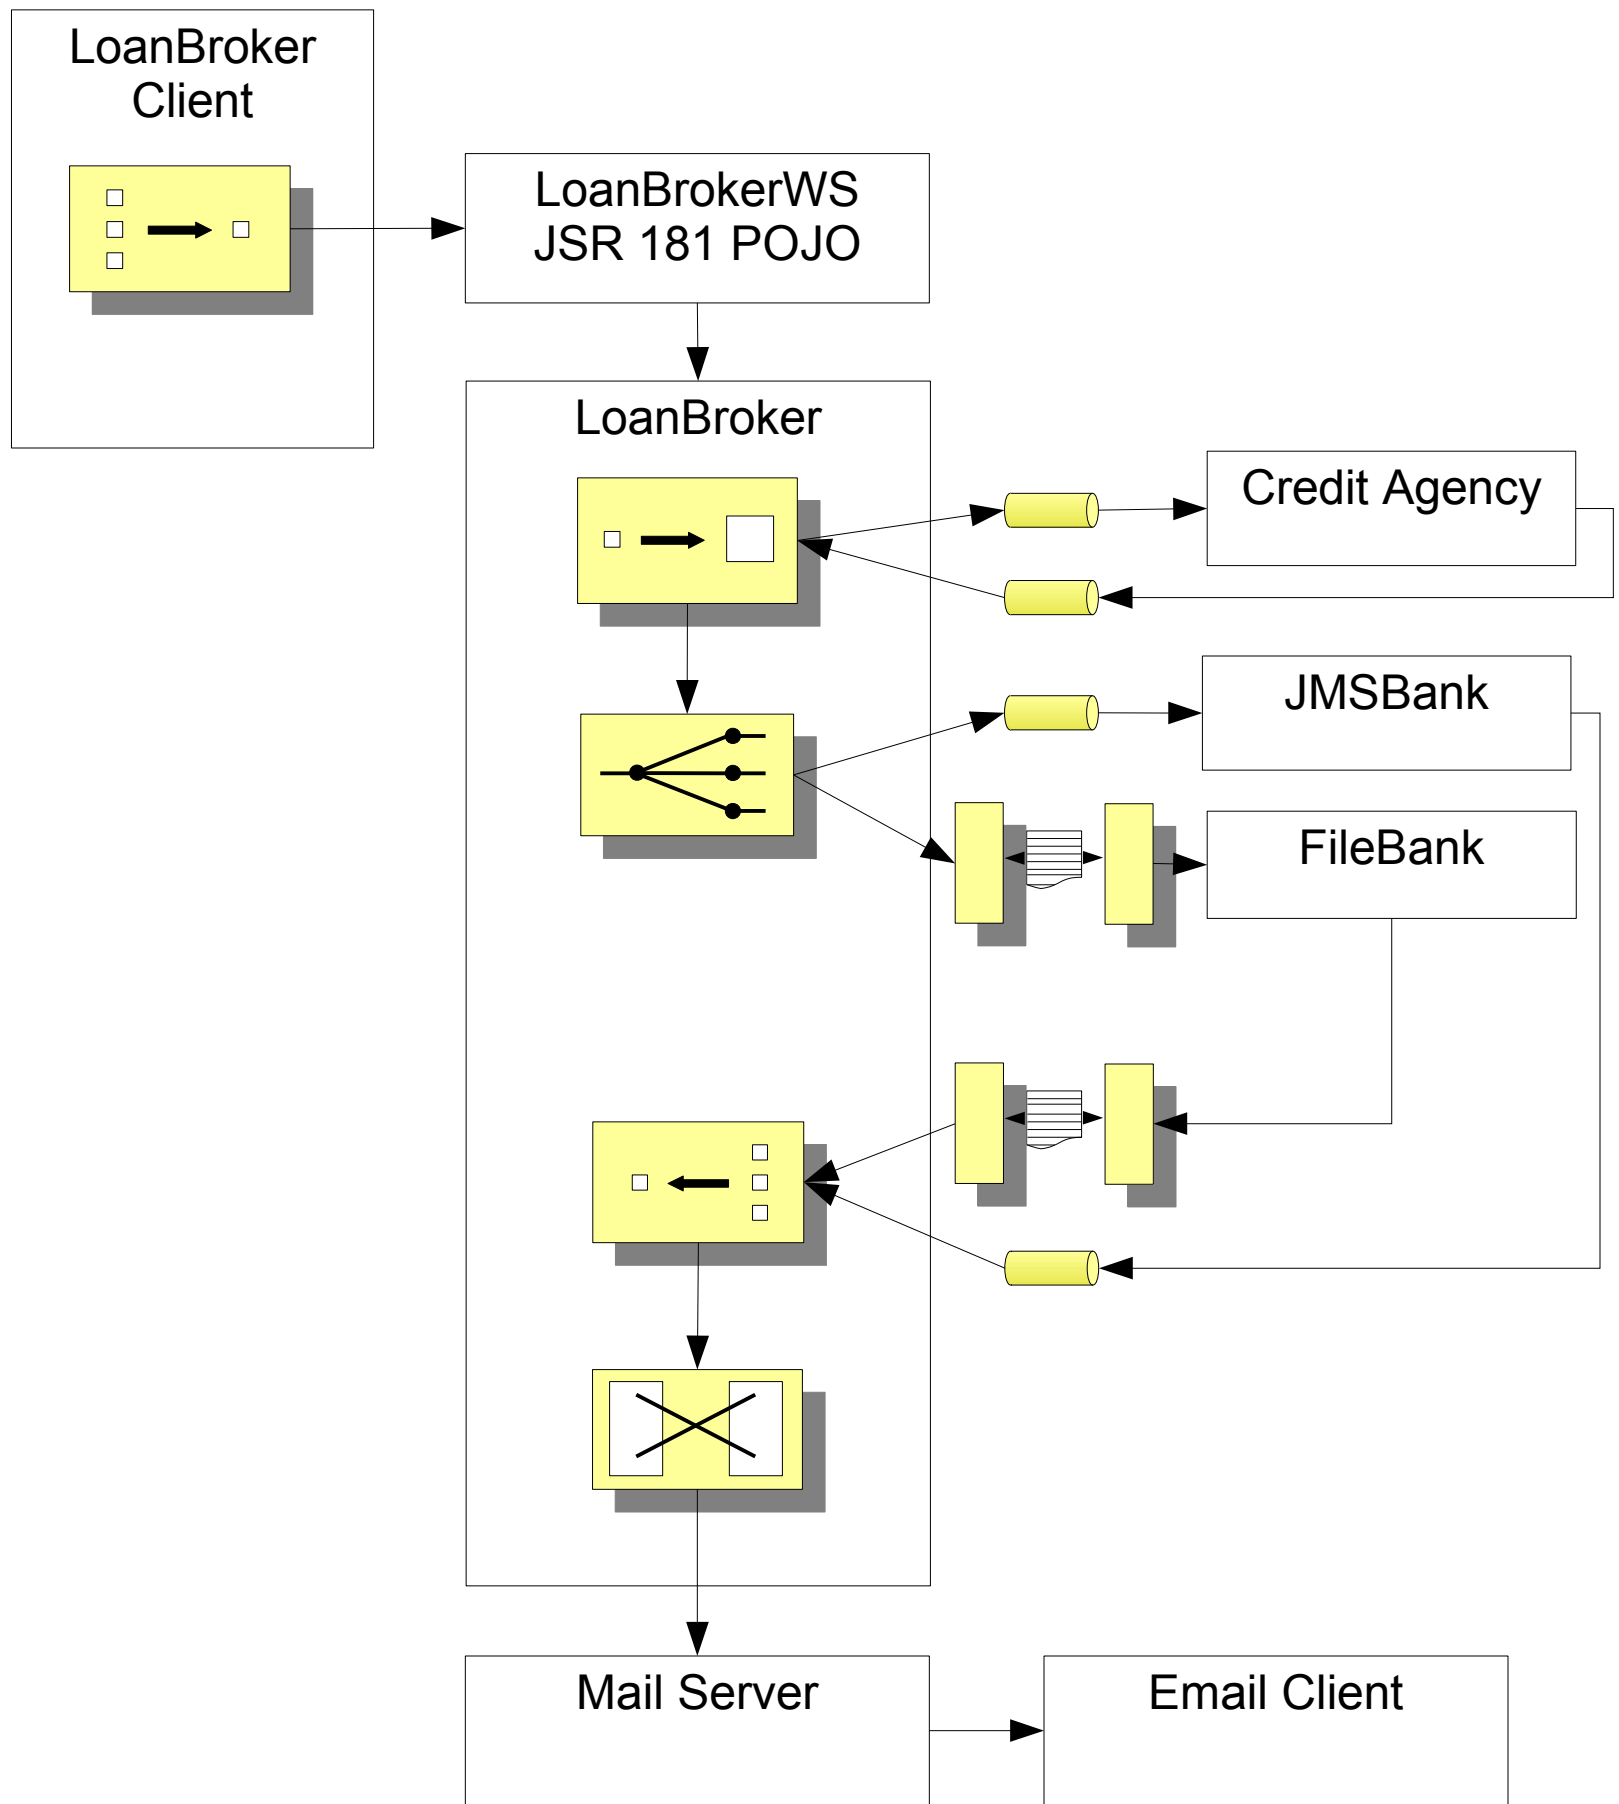 LoanBroker
Client
LoanBrokerWS
JSR 181 POJO
LoanBroker
Credit Agency
JMSBank
FileBank
Mail Server
Email Client